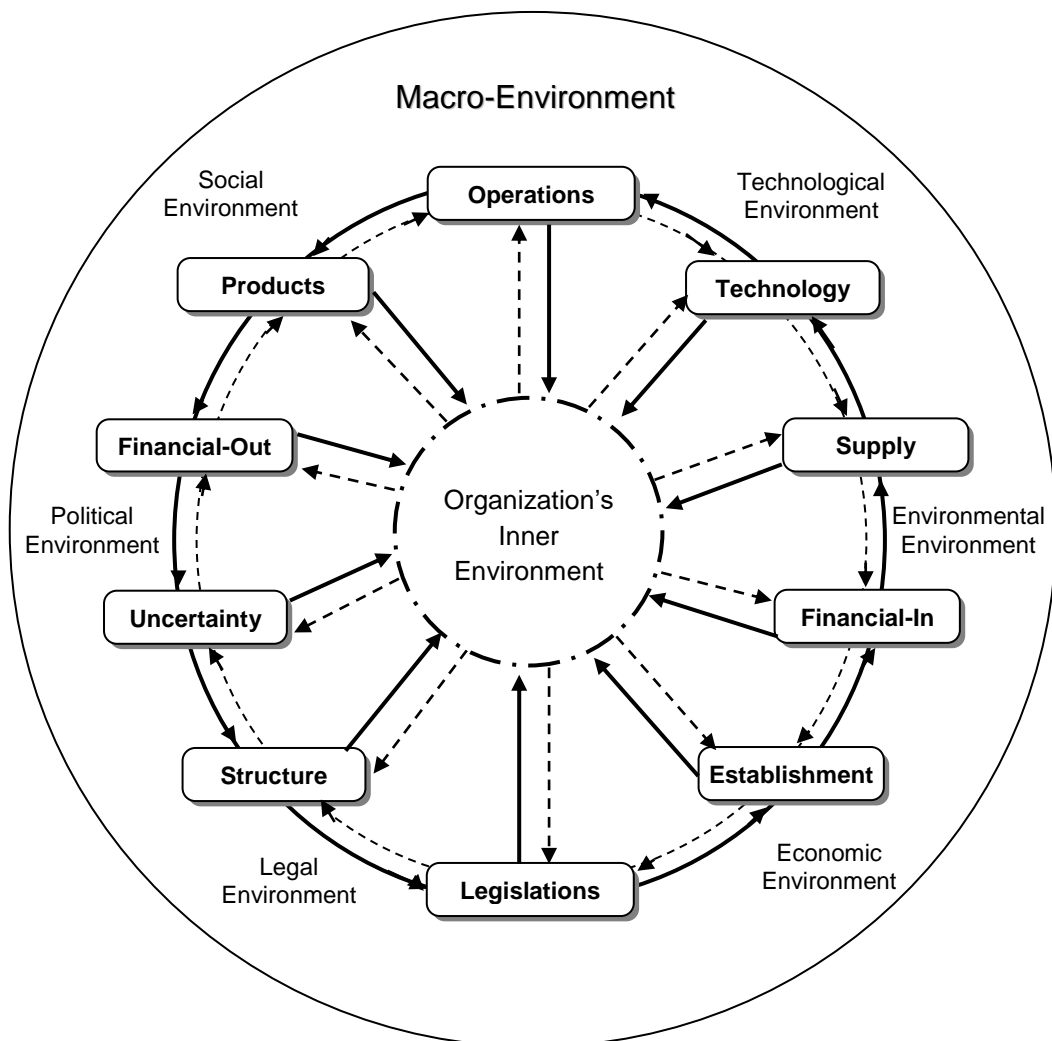 Macro-Environment
Social
Environment
Operations
Technological
Environment
Products
Technology
Financial-Out
Supply
Organization's
Inner
Environment
Political
Environment
Environmental
Environment
Uncertainty
Financial-In
Structure
Establishment
Legal
Environment
Legislations
Economic
Environment